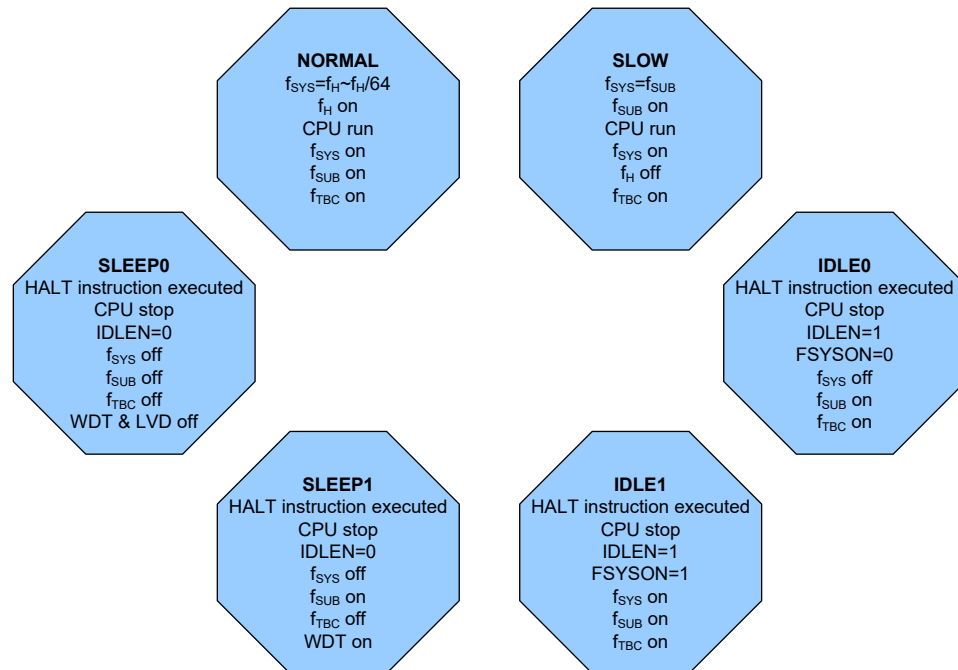 NORMAL
fSYS=fH~fH/64
fH on
CPU run
fSYS on
fSUB on
fTBC on
SLOW
fSYS=fSUB
fSUB on
CPU run
fSYS on
fH off
fTBC on
SLEEP0
HALT instruction executed
CPU stop
IDLEN=0
fSYS off
fSUB off
fTBC off
WDT & LVD off
IDLE0
HALT instruction executed
CPU stop
IDLEN=1
FSYSON=0
fSYS off
fSUB on
fTBC on
SLEEP1
HALT instruction executed
CPU stop
IDLEN=0
fSYS off
fSUB on
fTBC off
WDT on
IDLE1
HALT instruction executed
CPU stop
IDLEN=1
FSYSON=1
fSYS on
fSUB on
fTBC on